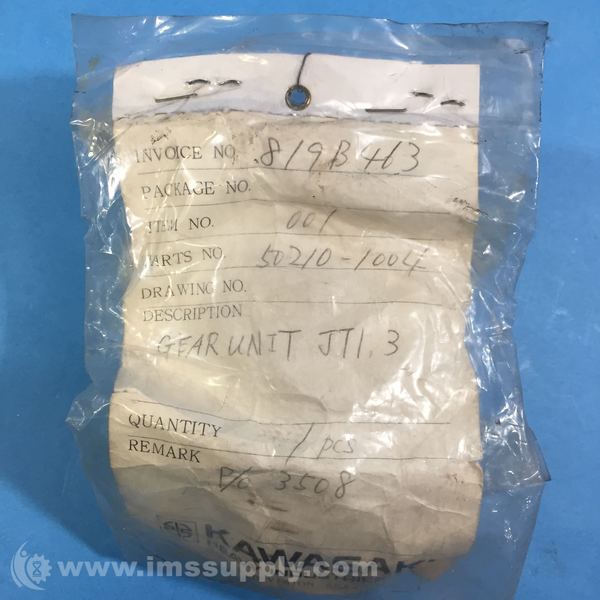 INVOICE NO. 819B463
PACKAGE NO.
ITEM NO. 001
PARTS NO. 50210-1004
DRAWING NO.
DESCRIPTION
GEAR UNIT JT1.3
QUANTITY 1 pcs
REMARK
P/O 3508
KAWASAKI
www.imssupply.com